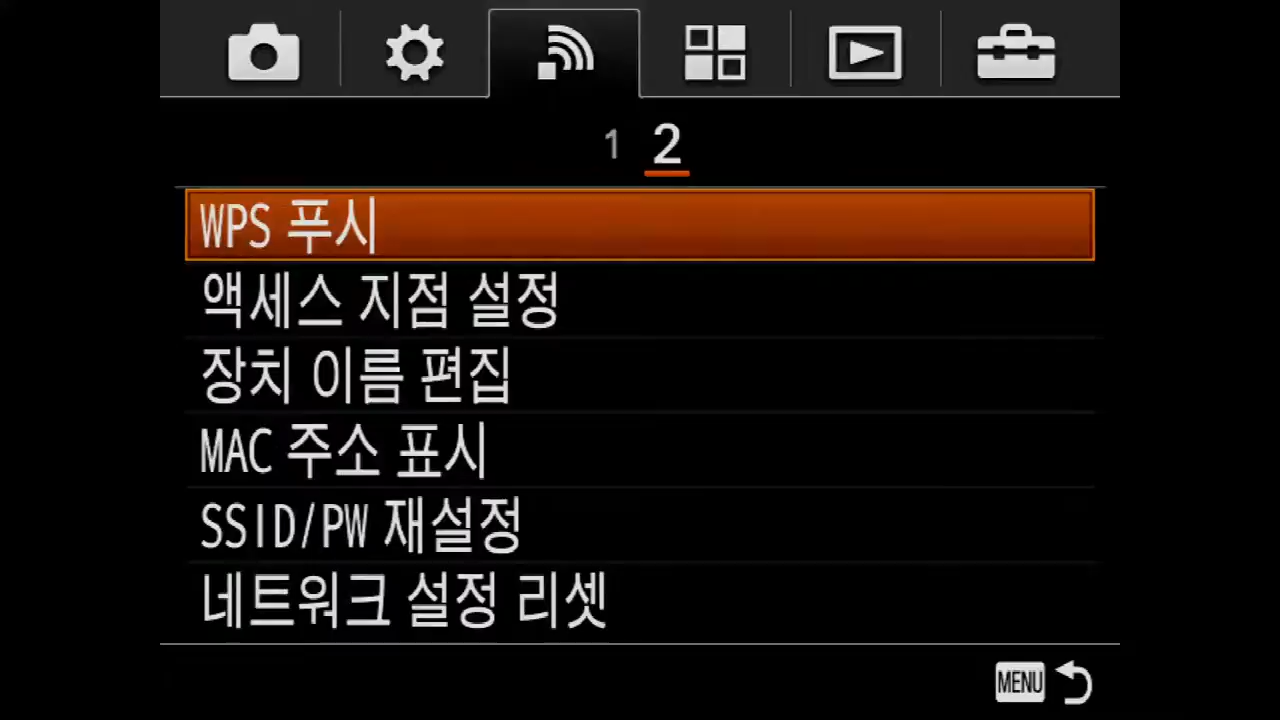 1 2
WPS 푸시
액세스 지점 설정
장치 이름 편집
MAC 주소 표시
SSID/PW 재설정
네트워크 설정 리셋
MENU